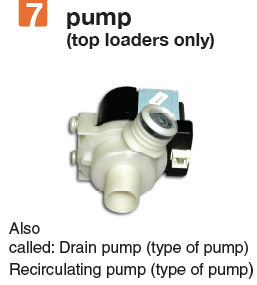 7 pump
(top loaders only)
Also
called: Drain pump (type of pump)
Recirculating pump (type of pump)